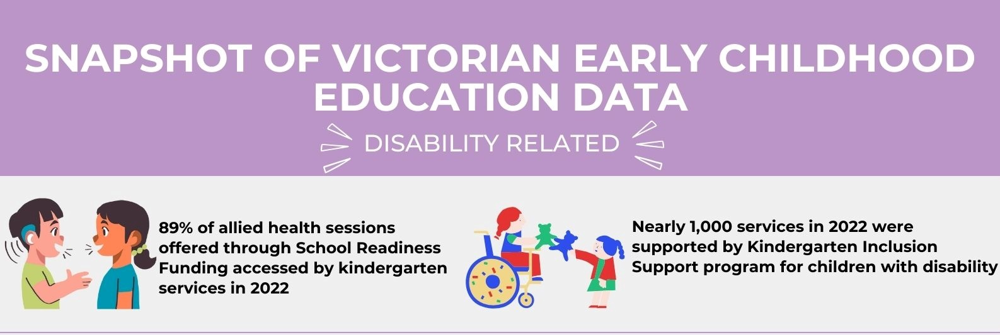 SNAPSHOT OF VICTORIAN EARLY CHILDHOOD
EDUCATION DATA
DISABILITY RELATED
89% of allied health sessions
offered through School Readiness
Funding accessed by kindergarten
services in 2022
Nearly 1,000 services in 2022 were
supported by Kindergarten Inclusion
Support program for children with disability